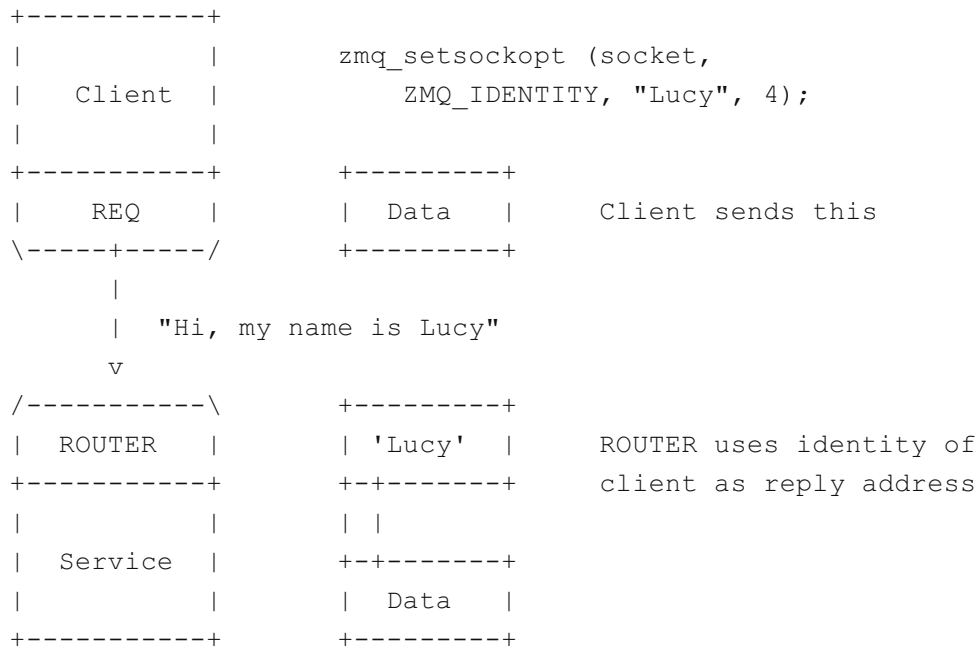 +-----------+
|           |      zmq_setsockopt (socket,
|   Client  |         ZMQ_IDENTITY, "Lucy", 4);
|           |
+-----------+      +---------+
|    REQ    |      |  Data   |     Client sends this
\-----+-----/      +---------+
      |
      |  "Hi, my name is Lucy"
      v
/-----------\      +---------+
|  ROUTER   |      | 'Lucy'  |     ROUTER uses identity of
+-----------+      +-+-------+     client as reply address
|           |      | |
|  Service  |      +-+-------+
|           |      |  Data   |
+-----------+      +---------+